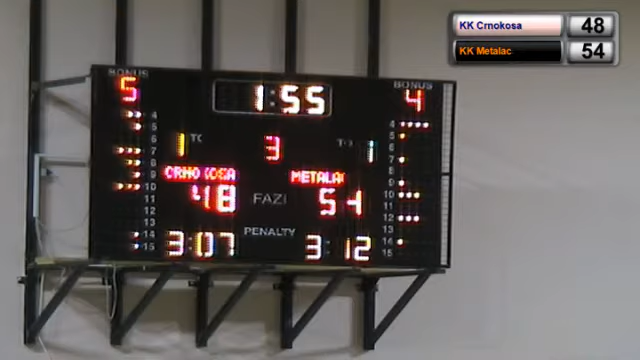 KK Crnokosa 48
KK Metalac 54
BONUS BONUS
5 1:55 4
TO 3 TO
1 1
CRNOKOSA METALAC
48 FAZI 54
PENALTY
3:07 3:12
4 4
5 5
6 6
7 7
8 8
9 9
10 10
11 11
12 12
13 13
14 14
15 15